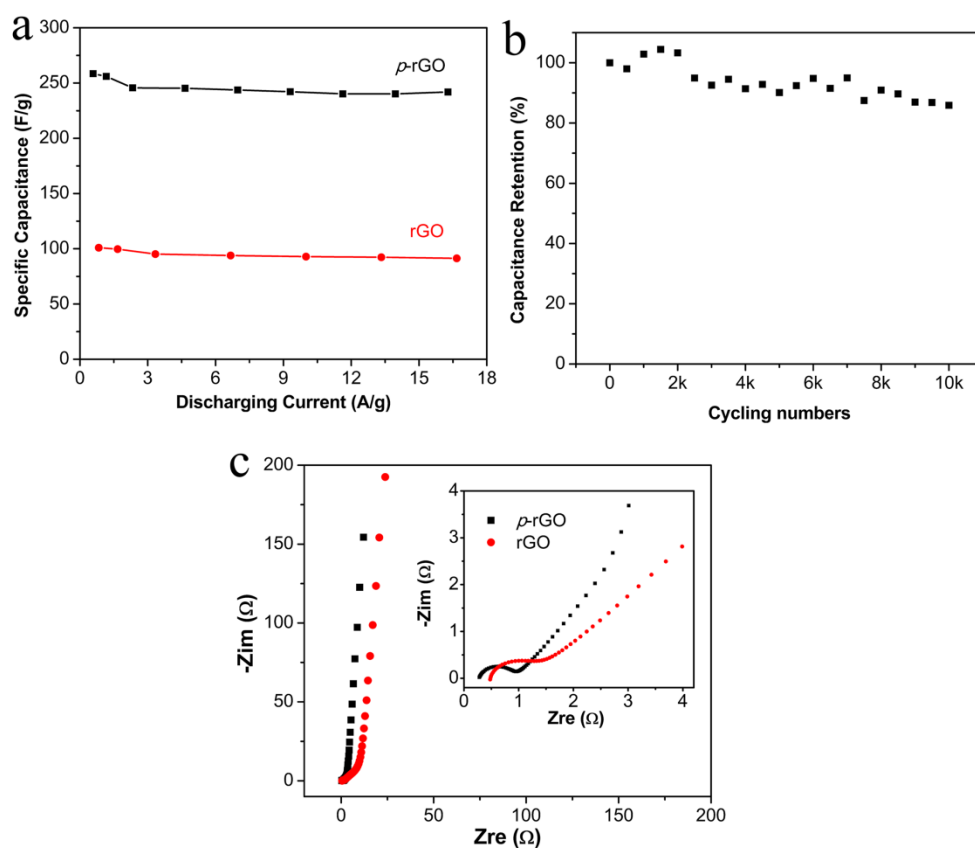 a
300
250
200
150
100
50
0
Specific Capacitance (F/g)
p-rGO
rGO
0 3 6 9 12 15 18
Discharging Current (A/g)
b
100
80
60
40
20
0
Capacitance Retention (%)
0 2k 4k 6k 8k 10k
Cycling numbers
c
200
150
100
50
0
-Zim (Ω)
0 50 100 150 200
Zre (Ω)
4
3
2
1
0
-Zim (Ω)
p-rGO
rGO
0 1 2 3 4
Zre (Ω)